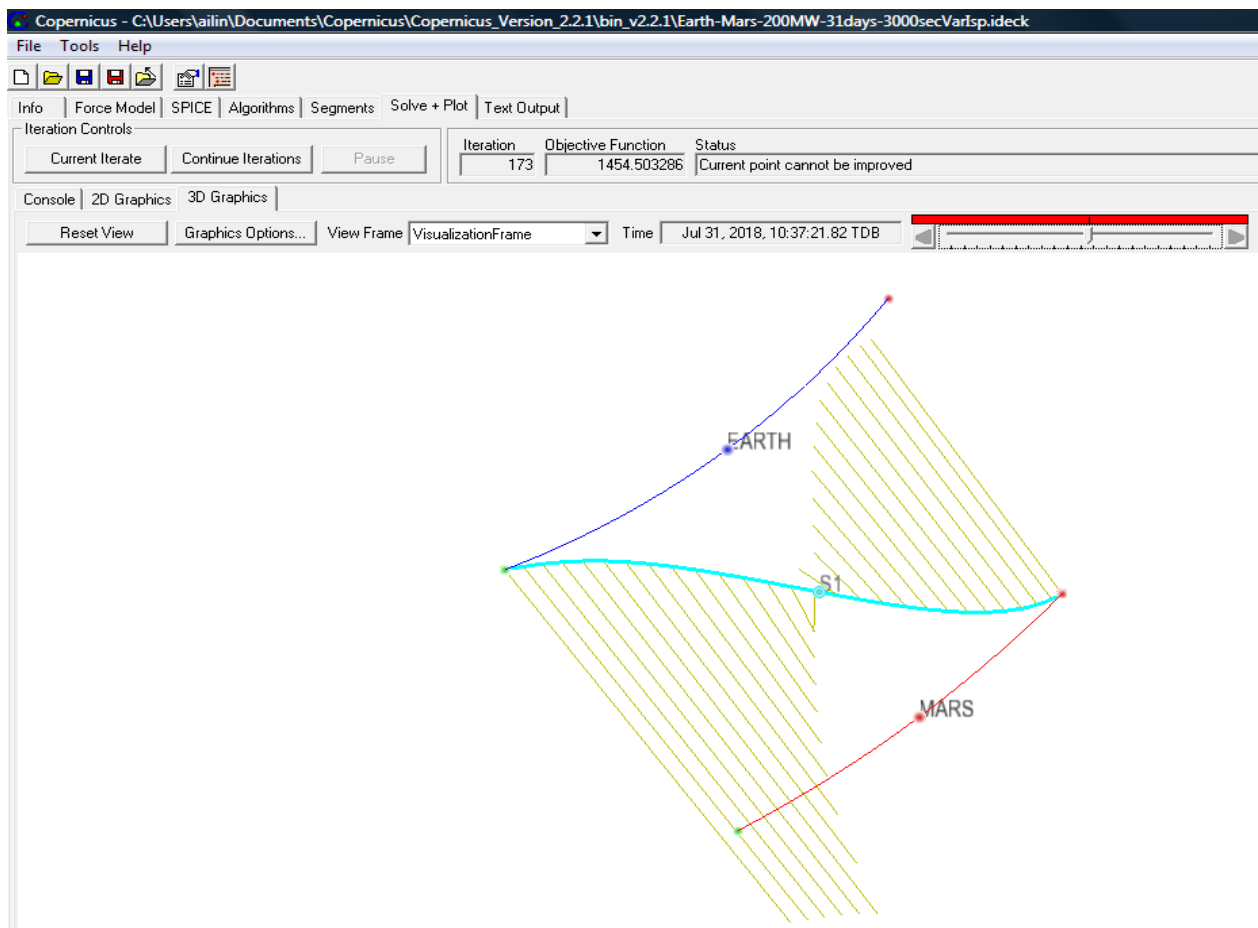 Copernicus - C:\Users\ailin\Documents\Copernicus\Copernicus_Version_2.2.1\bin_v2.2.1\Earth-Mars-200MW-31days-3000secVarIsp.ideck
File Tools Help
Info Force Model SPICE Algorithms Segments Solve + Plot Text Output
Iteration Controls
Current Iterate Continue Iterations Pause
Iteration Objective Function Status
173 1454.503286 Current point cannot be improved
Console 2D Graphics 3D Graphics
Reset View Graphics Options... View Frame VisualizationFrame Time Jul 31, 2018, 10:37:21.82 TDB
EARTH
S1
MARS